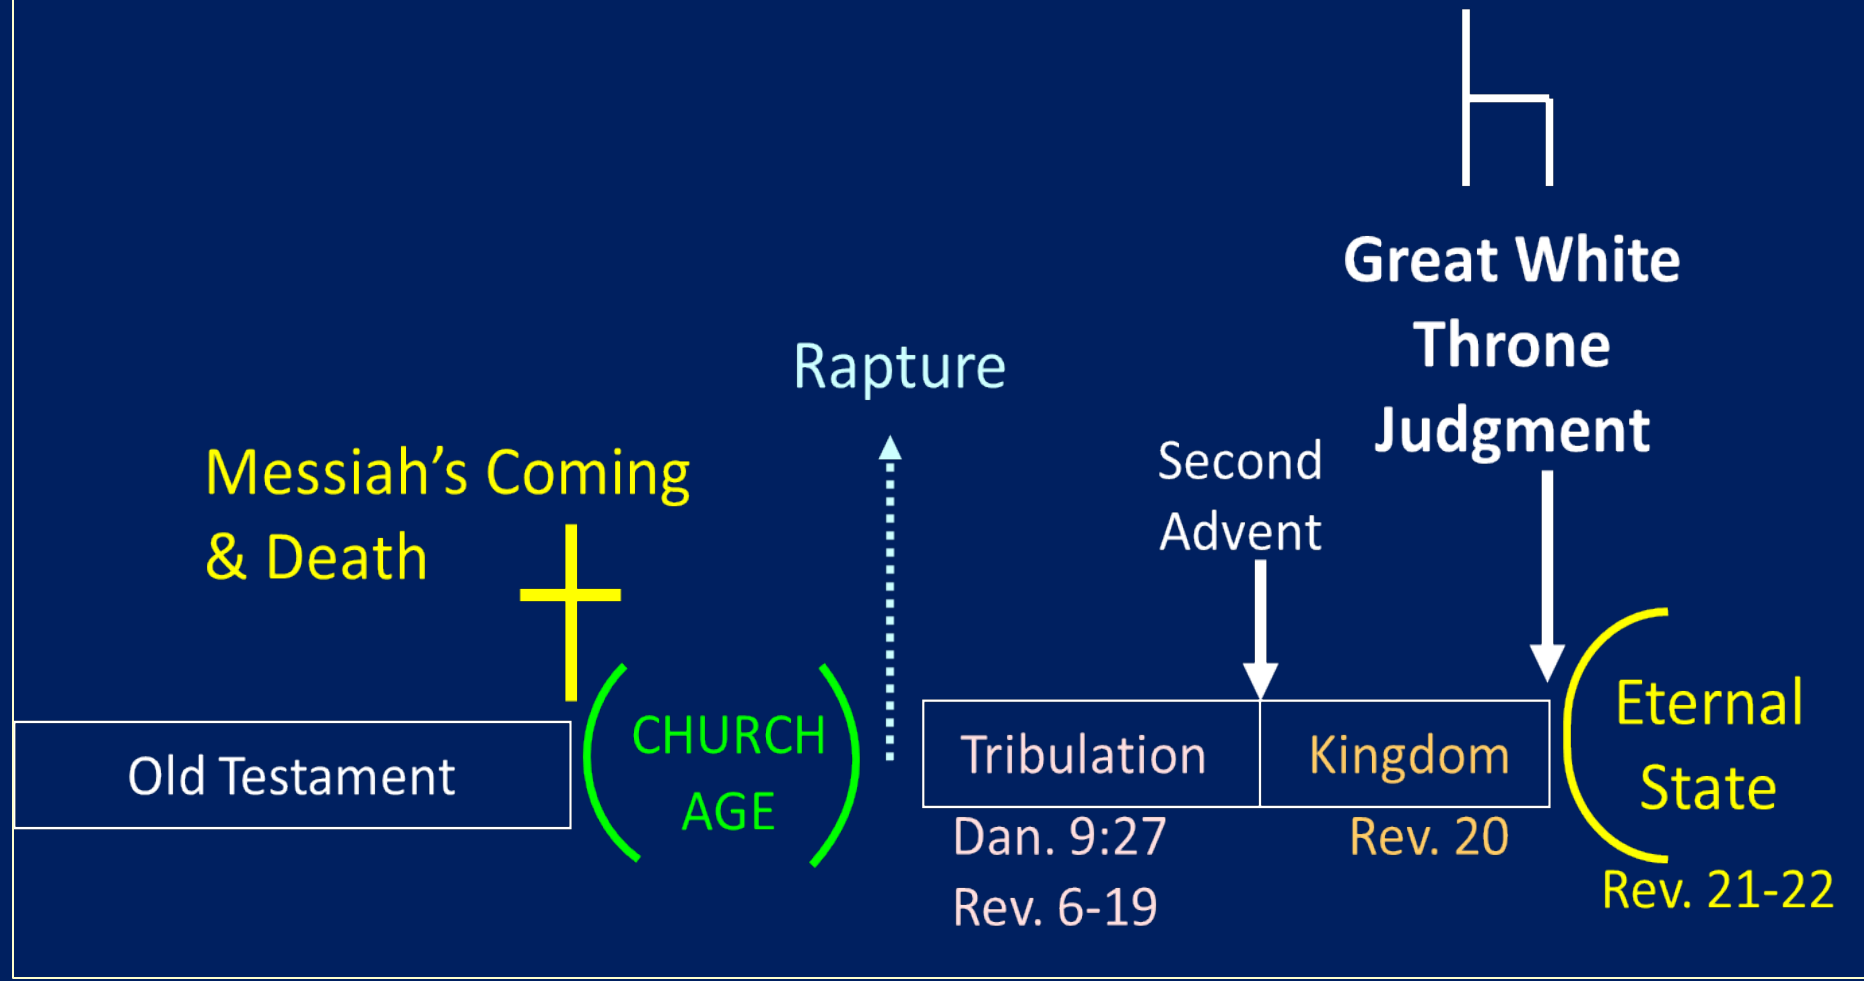 Great White
Throne
Judgment
Rapture
Second
Advent
Messiah’s Coming
& Death
Old Testament
CHURCH
AGE
Tribulation
Dan. 9:27
Rev. 6-19
Kingdom
Rev. 20
Eternal
State
Rev. 21-22